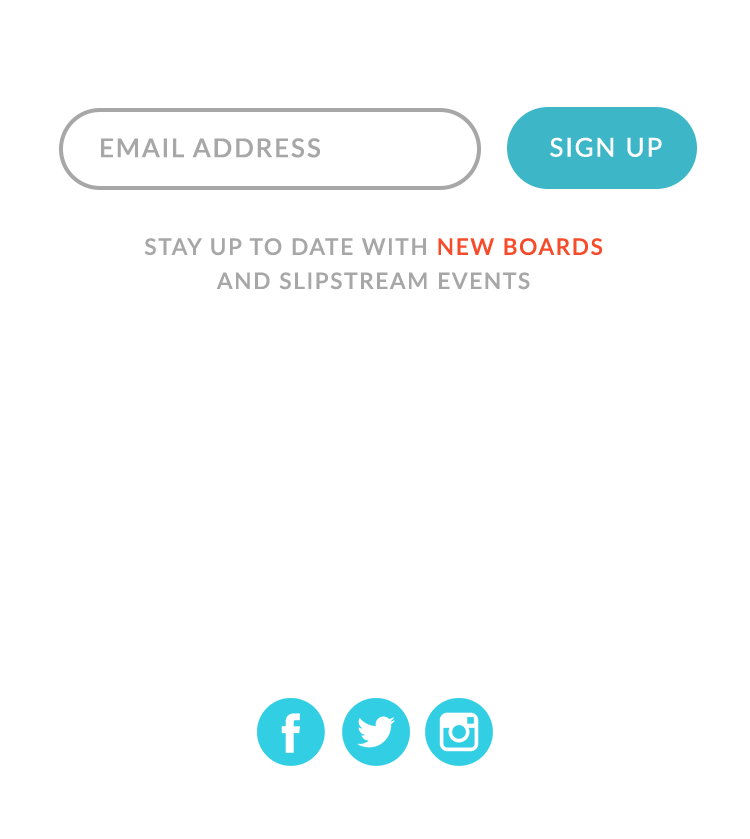 EMAIL ADDRESS
SIGN UP
STAY UP TO DATE WITH NEW BOARDS
AND SLIPSTREAM EVENTS